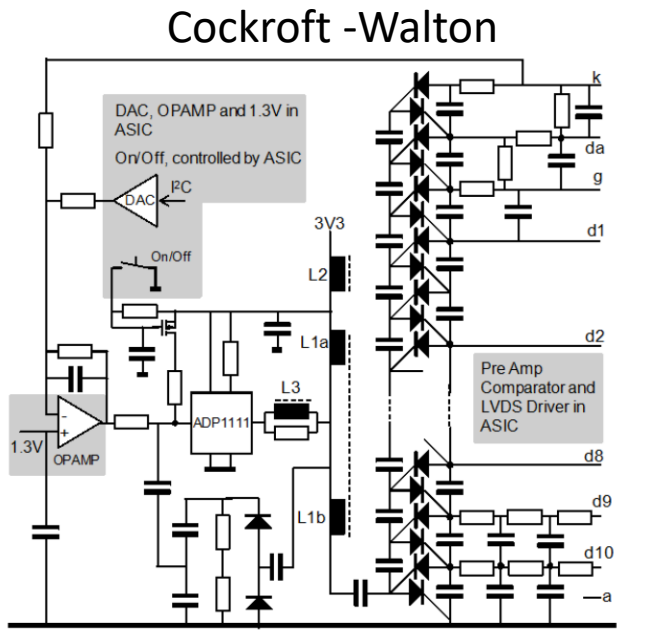 Cockroft -Walton
DAC, OPAMP and 1.3V in
ASIC
On/Off, controlled by ASIC
DAC
I²C
On/Off
3V3
L2
L1a
L3
ADP1111
L1b
-
+
1.3V
OPAMP
k
da
g
d1
d2
Pre Amp
Comparator and
LVDS Driver in
ASIC
d8
d9
d10
a